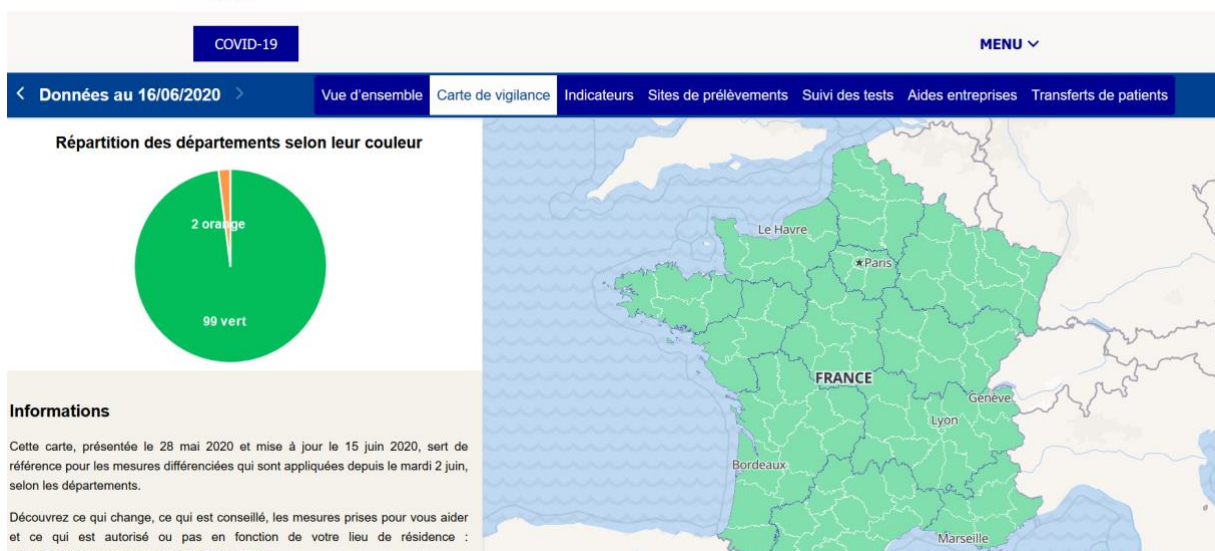 COVID-19
MENU
Données au 16/06/2020
Vue d'ensemble
Carte de vigilance
Indicateurs
Sites de prélèvements
Suivi des tests
Aides entreprises
Transferts de patients
Répartition des départements selon leur couleur
2 orange
99 vert
Informations
Cette carte, présentée le 28 mai 2020 et mise à jour le 15 juin 2020, sert de
référence pour les mesures différenciées qui sont appliquées depuis le mardi 2 juin,
selon les départements.
Découvrez ce qui change, ce qui est conseillé, les mesures prises pour vous aider
et ce qui est autorisé ou pas en fonction de votre lieu de résidence :
Le Havre
Paris
FRANCE
Genève
Lyon
Bordeaux
Marseille